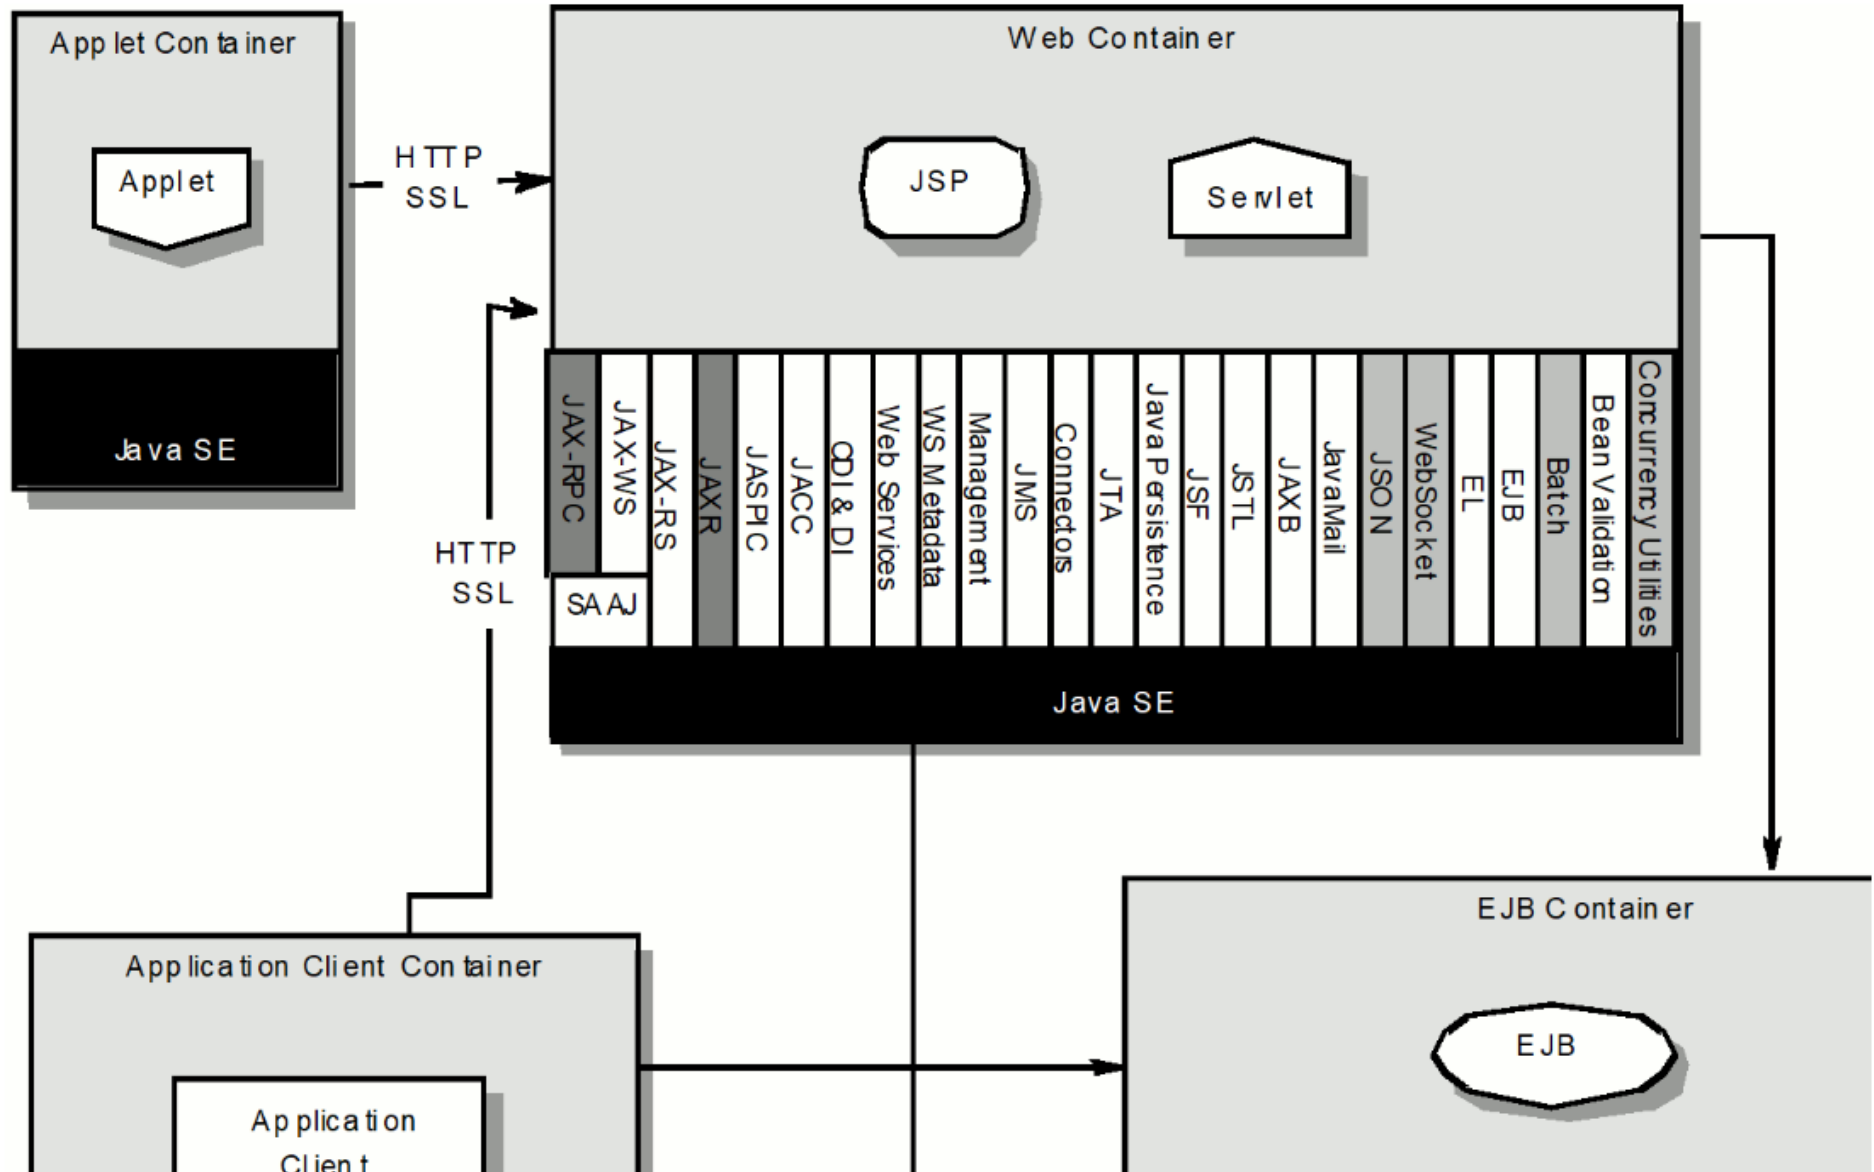 Applet Container
Applet
Java SE
HTTP
SSL
Web Container
JSP
Servlet
JAX-RPC
JAX-WS
SAAJ
JAX-RS
JAXR
JASPIC
JACC
CDI & DI
Web Services
WS Metadata
Management
JMS
Connectors
JTA
Java Persistence
JSF
JSTL
JAXB
JavaMail
JSON
WebSocket
EL
EJB
Batch
Bean Validation
Concurrency Utilities
Java SE
HTTP
SSL
Application Client Container
Application
Client
EJB Container
EJB